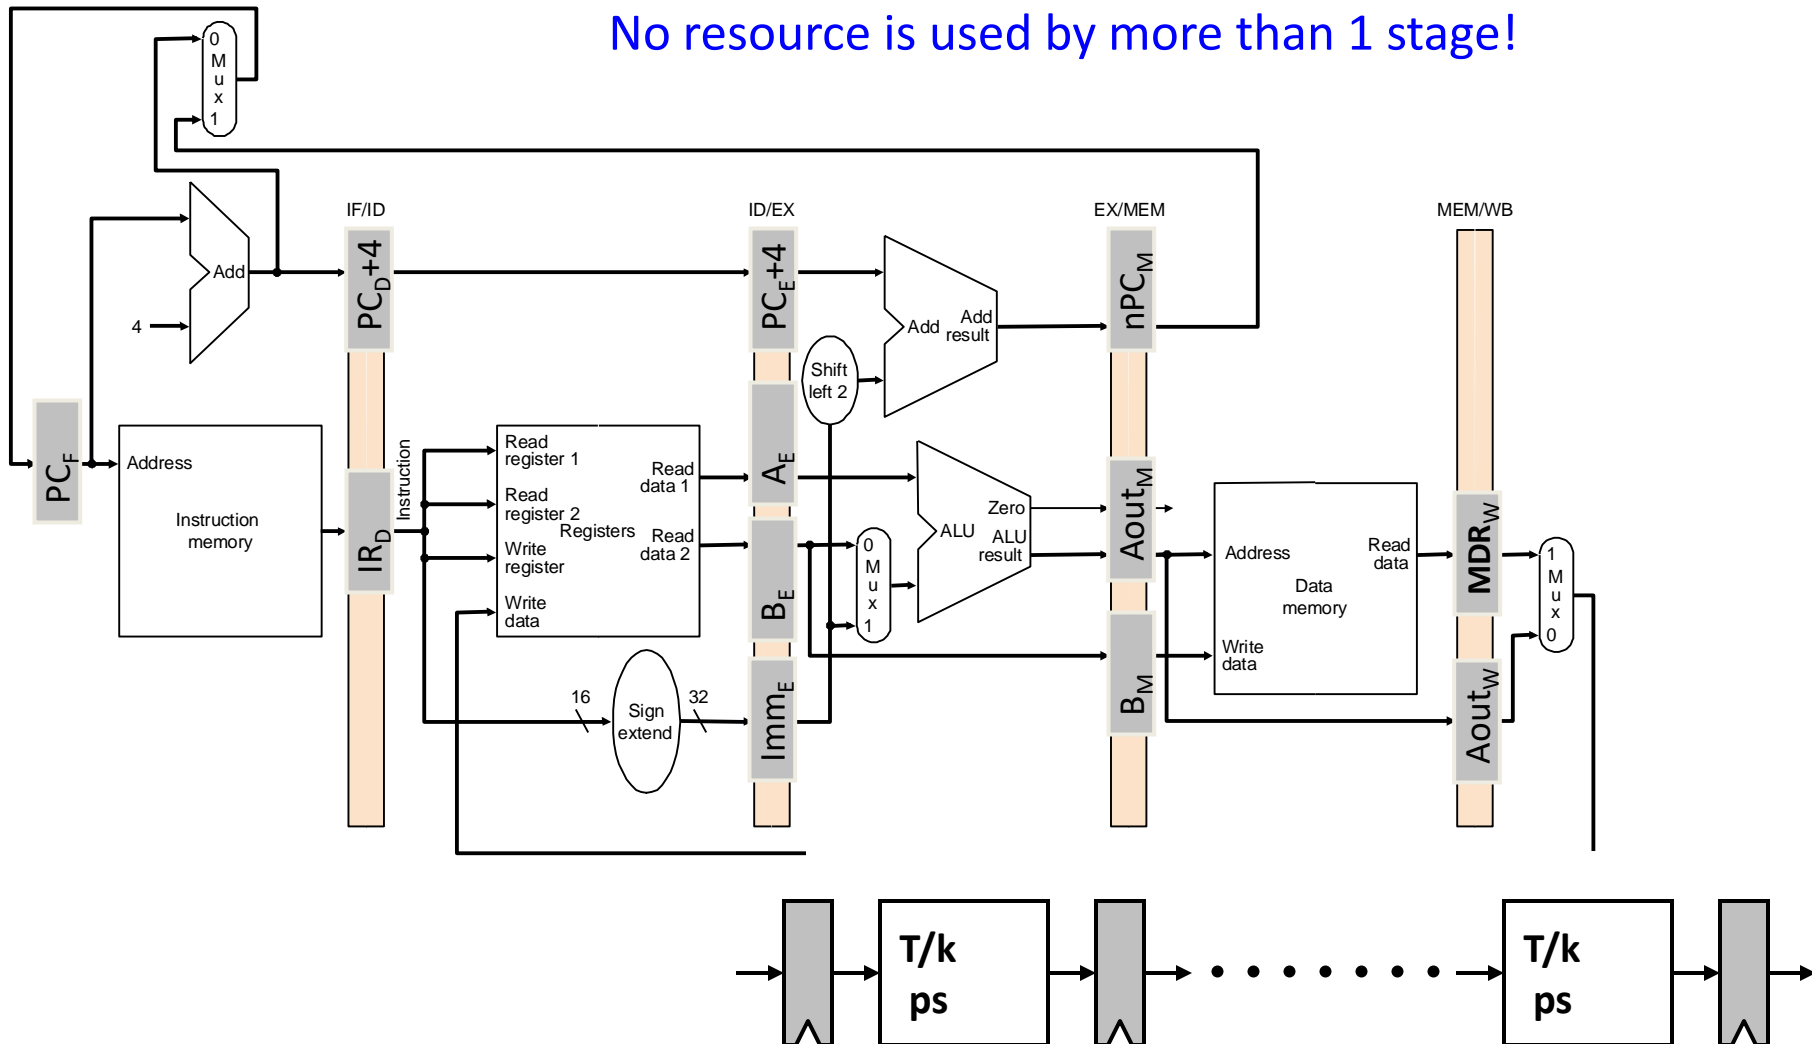 No resource is used by more than 1 stage!
0
M
u
x
1
IF/ID
ID/EX
EX/MEM
MEM/WB
Add
4
PC_D+4
PC_E+4
Add
Add
result
nPC_M
Shift
left 2
PC_F
Address
Instruction
memory
IR_D
Instruction
Read
register 1
Read
register 2
Write
register
Write
data
Registers
Read
data 1
Read
data 2
A_E
B_E
Imm_E
16
Sign
extend
32
0
M
u
x
1
Zero
ALU
ALU
result
Aout_M
B_M
Address
Write
data
Data
memory
Read
data
MDR_W
Aout_W
1
M
u
x
0
T/k
ps
T/k
ps